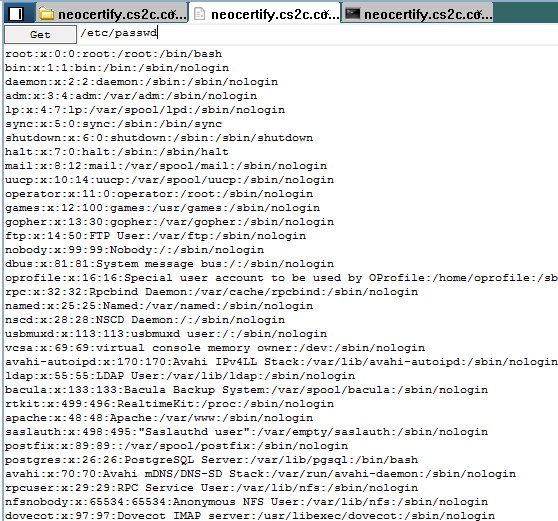 neocertify.cs2c.co... neocertify.cs2c.co... neocertify.cs2c.co...
Get /etc/passwd
root:x:0:0:root:/root:/bin/bash
bin:x:1:1:bin:/bin:/sbin/nologin
daemon:x:2:2:daemon:/sbin:/sbin/nologin
adm:x:3:4:adm:/var/adm:/sbin/nologin
lp:x:4:7:lp:/var/spool/lpd:/sbin/nologin
sync:x:5:0:sync:/sbin:/bin/sync
shutdown:x:6:0:shutdown:/sbin:/sbin/shutdown
halt:x:7:0:halt:/sbin:/sbin/halt
mail:x:8:12:mail:/var/spool/mail:/sbin/nologin
uucp:x:10:14:uucp:/var/spool/uucp:/sbin/nologin
operator:x:11:0:operator:/root:/sbin/nologin
games:x:12:100:games:/usr/games:/sbin/nologin
gopher:x:13:30:gopher:/var/gopher:/sbin/nologin
ftp:x:14:50:FTP User:/var/ftp:/sbin/nologin
nobody:x:99:99:Nobody:/:/sbin/nologin
dbus:x:81:81:System message bus:/:/sbin/nologin
oprofile:x:16:16:Special user account to be used by OProfile:/home/oprofile:/sb
rpc:x:32:32:Rpcbind Daemon:/var/cache/rpcbind:/sbin/nologin
named:x:25:25:Named:/var/named:/sbin/nologin
nscd:x:28:28:NSCD Daemon:/:/sbin/nologin
usbmuxd:x:113:113:usbmuxd user:/:/sbin/nologin
vcsa:x:69:69:virtual console memory owner:/dev:/sbin/nologin
avahi-autoipd:x:170:170:Avahi IPv4LL Stack:/var/lib/avahi-autoipd:/sbin/nologin
ldap:x:55:55:LDAP User:/var/lib/ldap:/sbin/nologin
bacula:x:133:133:Bacula Backup System:/var/spool/bacula:/sbin/nologin
rtkit:x:499:496:RealtimeKit:/proc:/sbin/nologin
apache:x:48:48:Apache:/var/www:/sbin/nologin
saslauth:x:498:495:"Saslauthd user":/var/empty/saslauth:/sbin/nologin
postfix:x:89:89::/var/spool/postfix:/sbin/nologin
postgres:x:26:26:PostgreSQL Server:/var/lib/pgsql:/bin/bash
avahi:x:70:70:Avahi mDNS/DNS-SD Stack:/var/run/avahi-daemon:/sbin/nologin
rpcuser:x:29:29:RPC Service User:/var/lib/nfs:/sbin/nologin
nfsnobody:x:65534:65534:Anonymous NFS User:/var/lib/nfs:/sbin/nologin
dovecot:x:97:97:Dovecot IMAP server:/usr/libexec/dovecot:/sbin/nologin